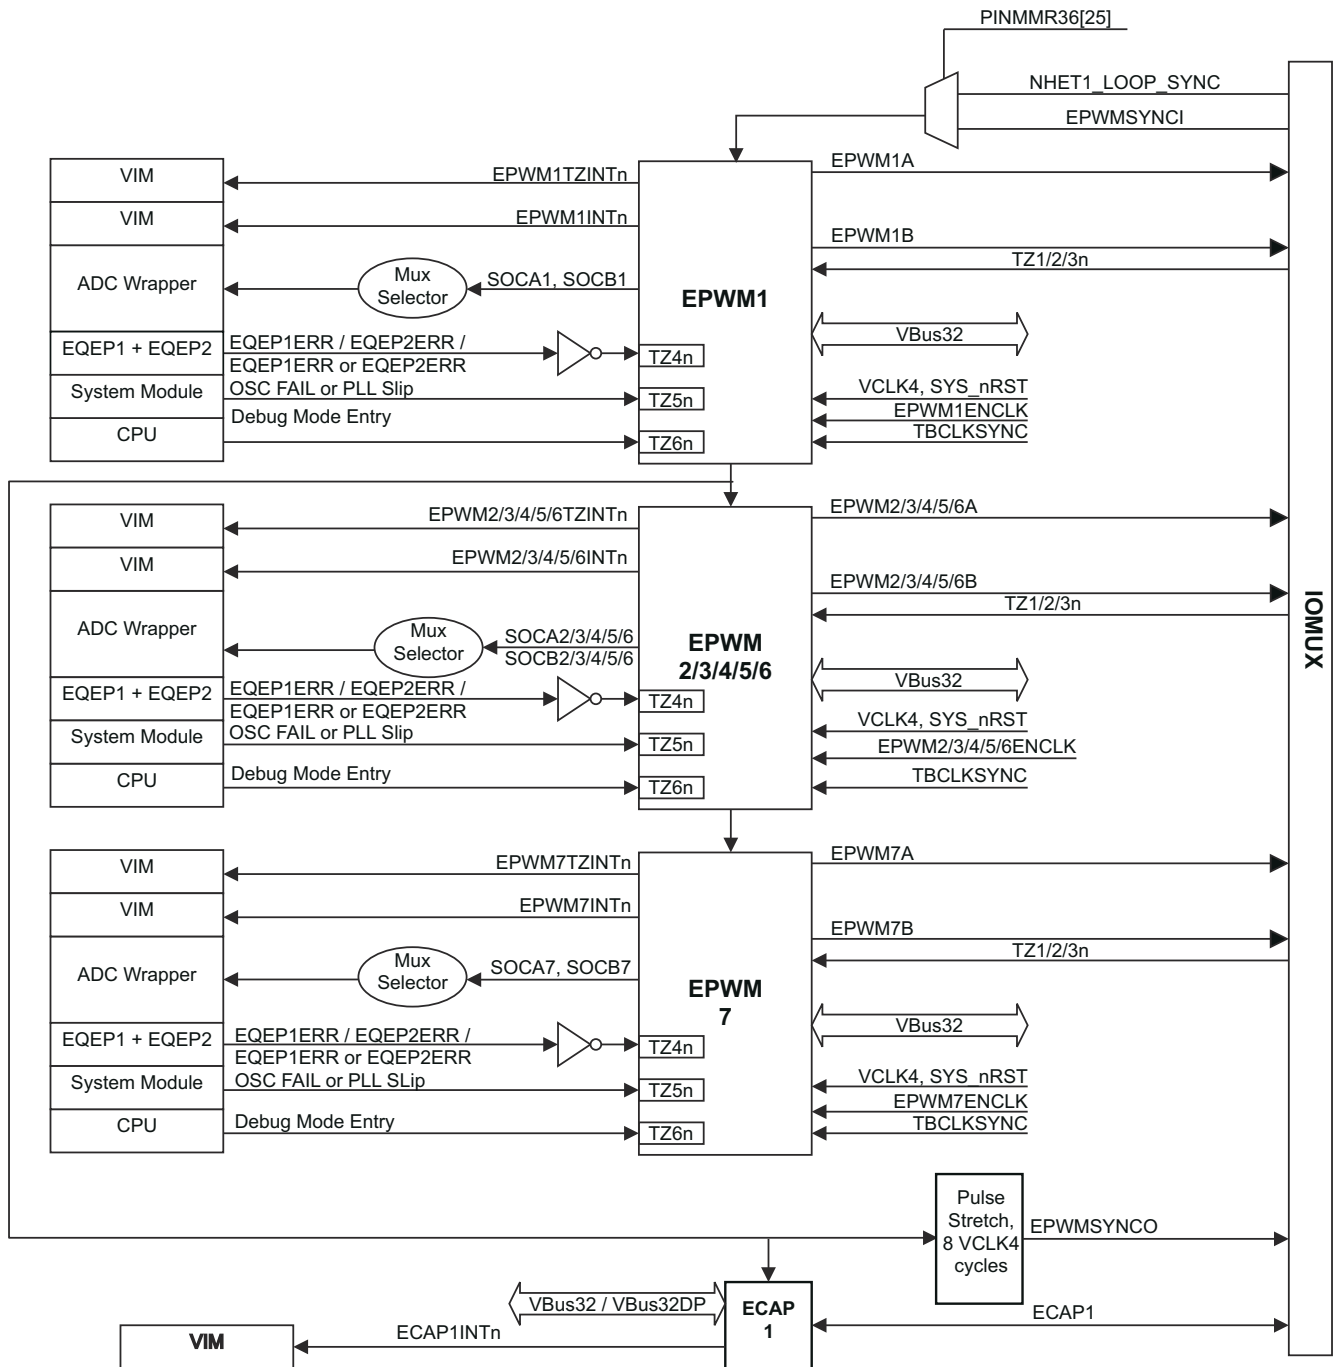 PINMMR36[25]
NHET1_LOOP_SYNC
EPWMSYNCI
VIM
EPWM1TZINTn
EPWM1A
VIM
EPWM1INTn
EPWM1B
TZ1/2/3n
ADC Wrapper
Mux
Selector
SOCA1, SOCB1
EPWM1
VBus32
EQEP1 + EQEP2
EQEP1ERR / EQEP2ERR /
EQEP1ERR or EQEP2ERR
TZ4n
System Module
OSC FAIL or PLL Slip
TZ5n
VCLK4, SYS_nRST
EPWM1ENCLK
TBCLKSYNC
Debug Mode Entry
CPU
TZ6n
VIM
EPWM2/3/4/5/6TZINTn
EPWM2/3/4/5/6A
VIM
EPWM2/3/4/5/6INTn
EPWM2/3/4/5/6B
TZ1/2/3n
IOMUX
ADC Wrapper
Mux
Selector
SOCA2/3/4/5/6
SOCB2/3/4/5/6
EPWM
2/3/4/5/6
VBus32
EQEP1 + EQEP2
EQEP1ERR / EQEP2ERR /
EQEP1ERR or EQEP2ERR
TZ4n
System Module
OSC FAIL or PLL Slip
TZ5n
VCLK4, SYS_nRST
EPWM2/3/4/5/6ENCLK
TBCLKSYNC
CPU
Debug Mode Entry
TZ6n
VIM
EPWM7TZINTn
EPWM7A
VIM
EPWM7INTn
EPWM7B
TZ1/2/3n
ADC Wrapper
Mux
Selector
SOCA7, SOCB7
EPWM
7
VBus32
EQEP1 + EQEP2
EQEP1ERR / EQEP2ERR /
EQEP1ERR or EQEP2ERR
TZ4n
System Module
OSC FAIL or PLL SLip
TZ5n
VCLK4, SYS_nRST
EPWM7ENCLK
TBCLKSYNC
CPU
Debug Mode Entry
TZ6n
Pulse
Stretch,
8 VCLK4
cycles
EPWMSYNCO
VBus32 / VBus32DP
ECAP
1
ECAP1
VIM
ECAP1INTn